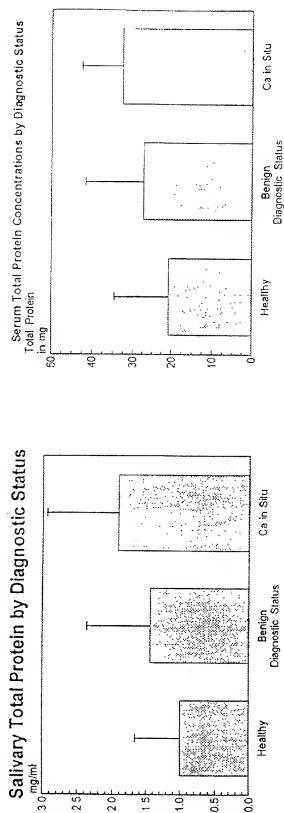 Salivary Total Protein by Diagnostic Status
mg/ml
3.0
2.5
2.0
1.5
1.0
0.5
0.0
Healthy
Benign
Ca in Situ
Diagnostic Status
Serum Total Protein Concentrations by Diagnostic Status
Total Protein
in mg
50
40
30
20
10
0
Healthy
Benign
Ca in Situ
Diagnostic Status